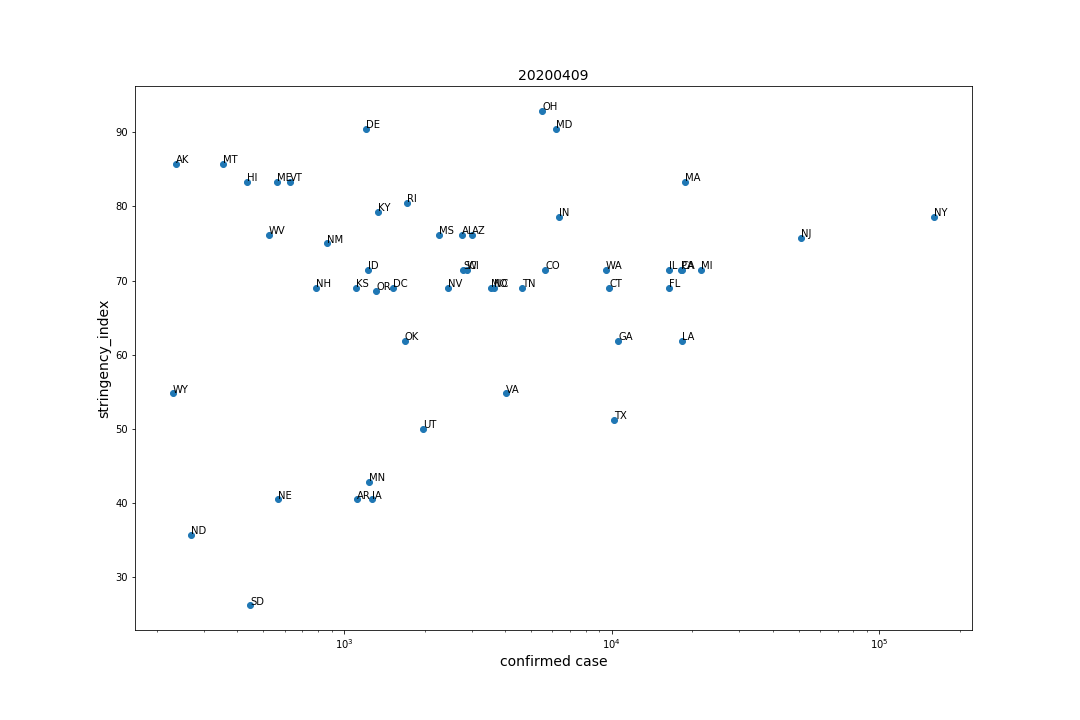 20200409
OH
DE
MD
90
AK
MT
HI
ME
VT
MA
RI
80
KY
IN
NY
WV
MS
AL
AZ
NJ
NM
ID
SC
WI
CO
WA
IL
PA
MI
70
NH
KS
OR
DC
NV
NC
TN
CT
FL
OK
GA
LA
60
WY
VA
TX
UT
50
MN
NE
AR
IA
40
ND
30
SD
stringency_index
10³
10⁴
10⁵
confirmed case